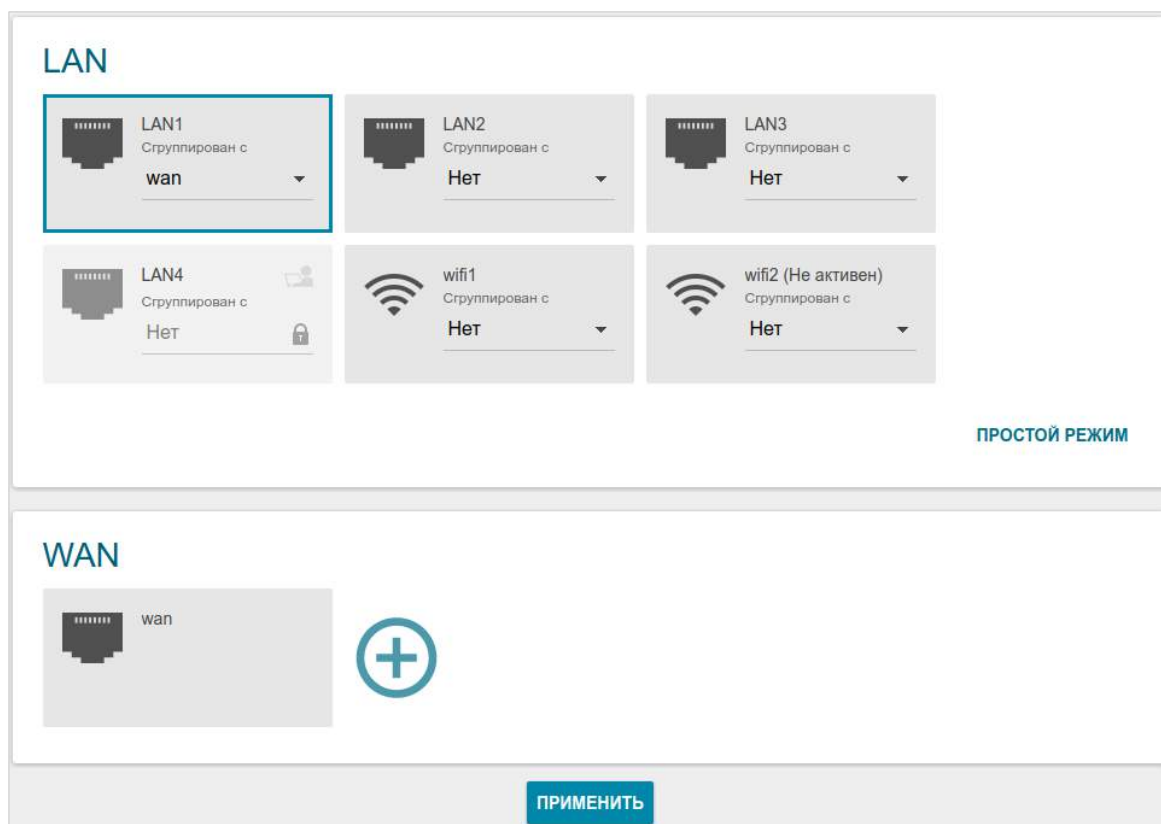 LAN
LAN1
Сгруппирован с
wan
LAN2
Сгруппирован с
Нет
LAN3
Сгруппирован с
Нет
LAN4
Сгруппирован с
Нет
wifi1
Сгруппирован с
Нет
wifi2 (Не активен)
Сгруппирован с
Нет
ПРОСТОЙ РЕЖИМ
WAN
wan
ПРИМЕНИТЬ